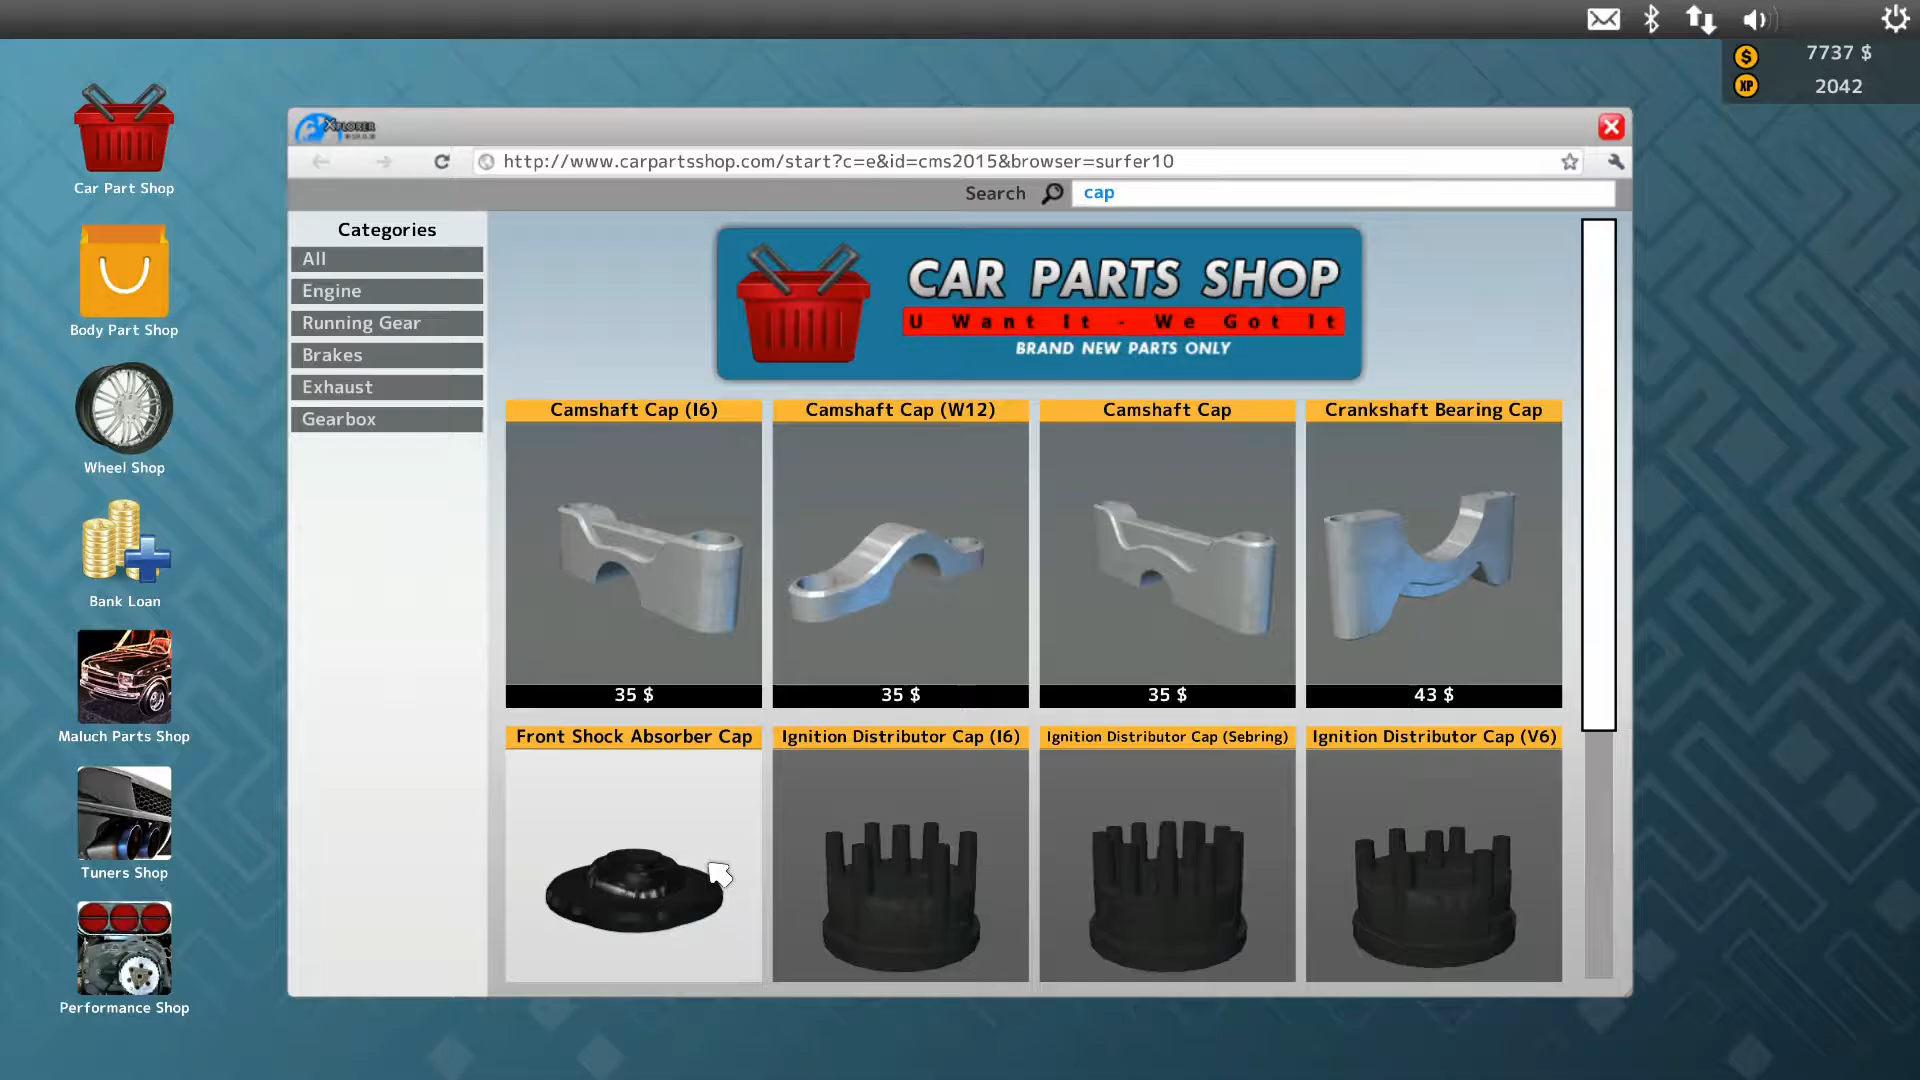 7737 $
XP 2042
Car Part Shop
Body Part Shop
Wheel Shop
Bank Loan
Maluch Parts Shop
Tuners Shop
Performance Shop
XPLORER
http://www.carpartsshop.com/start?c=e&id=cms2015&browser=surfer10
Search cap
Categories
All
Engine
Running Gear
Brakes
Exhaust
Gearbox
CAR PARTS SHOP
U Want It - We Got It
BRAND NEW PARTS ONLY
Camshaft Cap (I6) Camshaft Cap (W12) Camshaft Cap Crankshaft Bearing Cap
35 $ 35 $ 35 $ 43 $
Front Shock Absorber Cap Ignition Distributor Cap (I6) Ignition Distributor Cap (Sebring) Ignition Distributor Cap (V6)